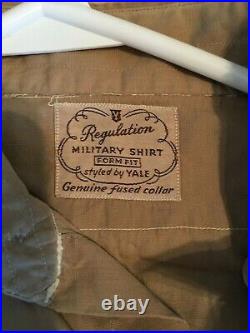 Regulation
MILITARY SHIRT
FORM FIT
styled by YALE
Genuine fused collar